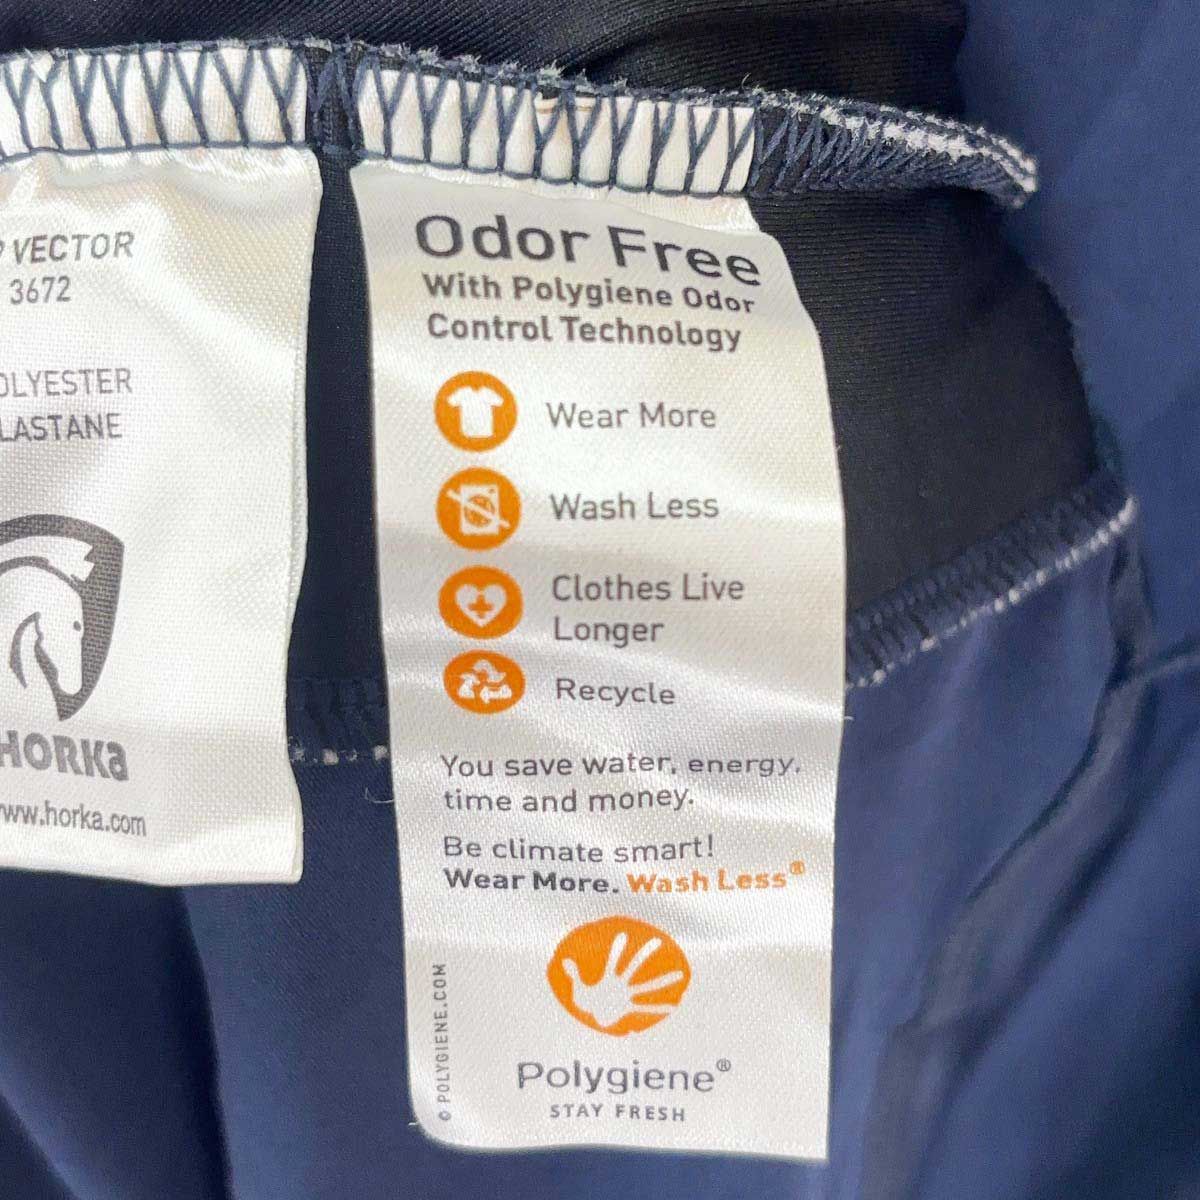 VECTOR
3672
OLYESTER
LASTANE
HORKa
ww.horka.com
Odor Free
With Polygiene Odor
Control Technology
Wear More
Wash Less
Clothes Live
Longer
Recycle
You save water, energy,
time and money.
Be climate smart!
Wear More. Wash Less®
© POLYGIENE.COM
Polygiene®
STAY FRESH